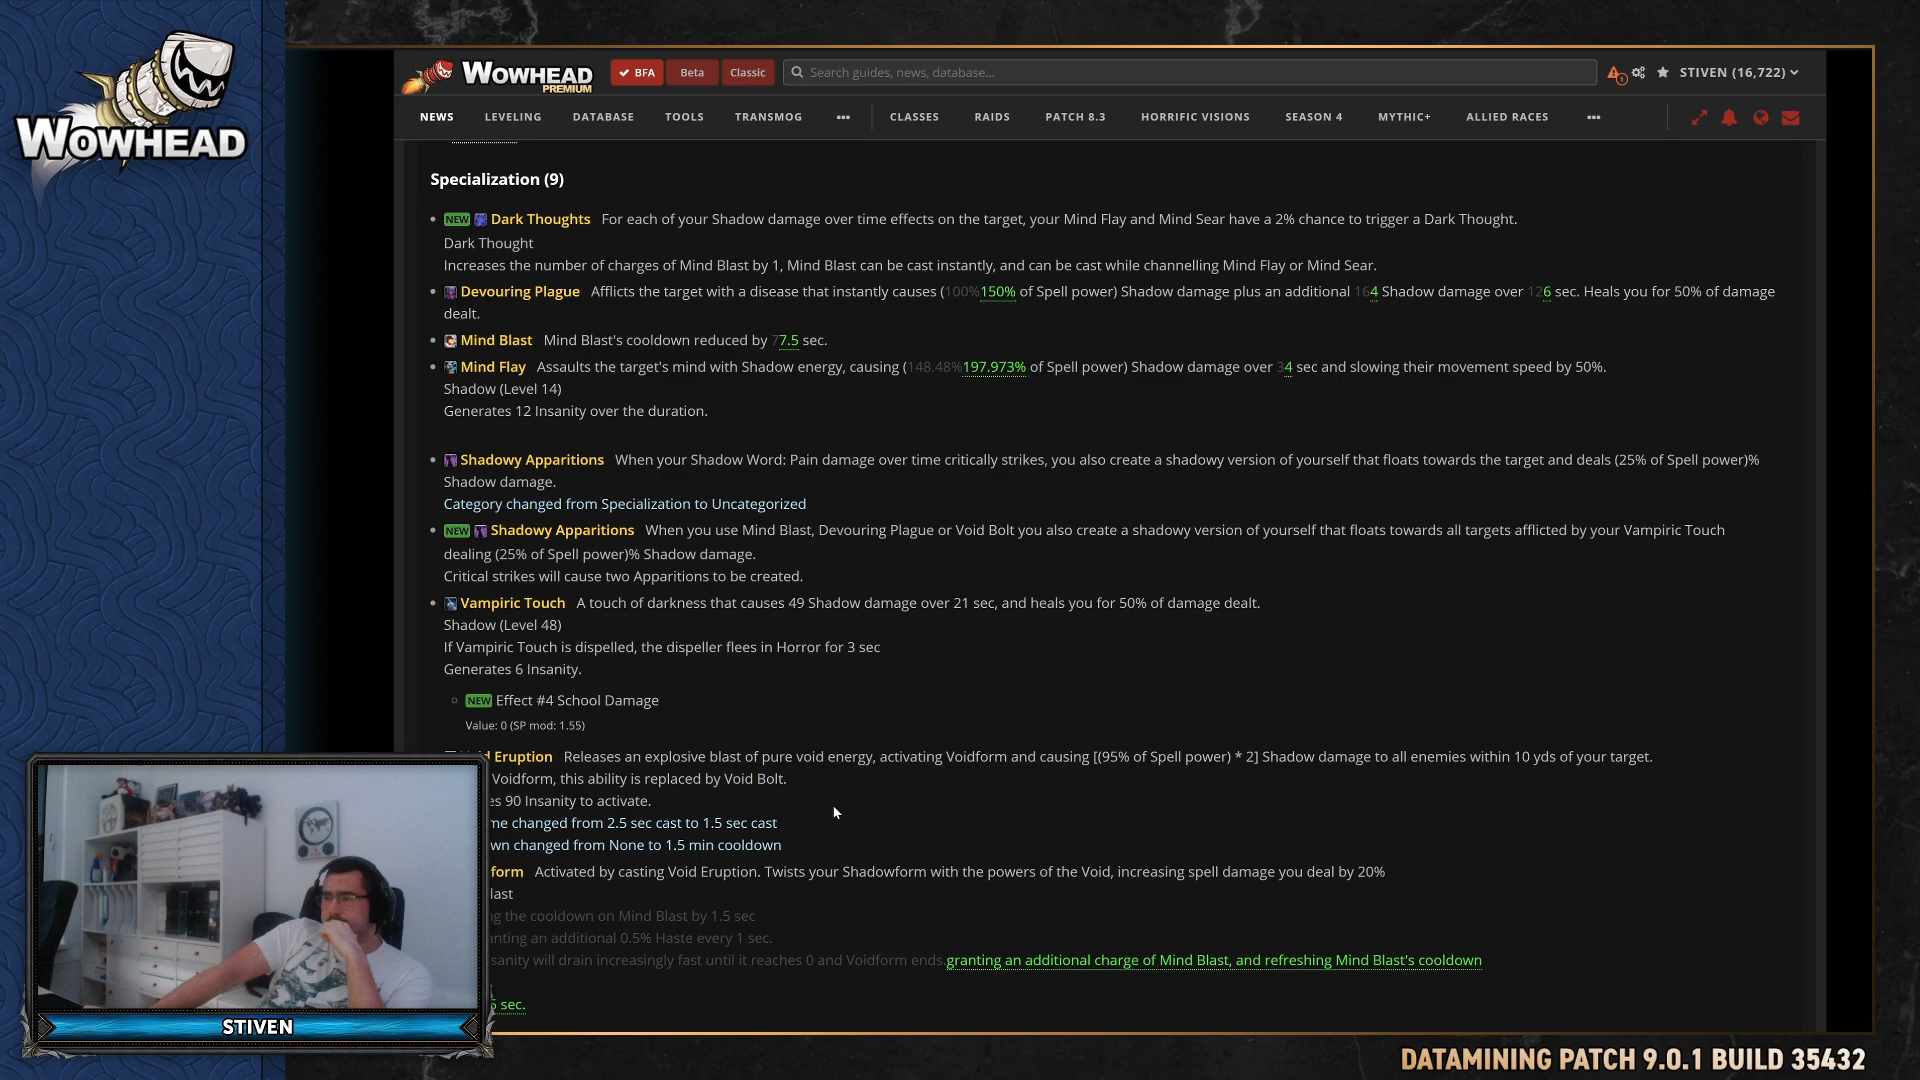 WOWHEAD
WOWHEAD
PREMIUM
BFA
Beta
Classic
Search guides, news, database...
1
STIVEN (16,722)
NEWS
LEVELING
DATABASE
TOOLS
TRANSMOG
CLASSES
RAIDS
PATCH 8.3
HORRIFIC VISIONS
SEASON 4
MYTHIC+
ALLIED RACES
Specialization (9)
NEW Dark Thoughts For each of your Shadow damage over time effects on the target, your Mind Flay and Mind Sear have a 2% chance to trigger a Dark Thought.
Dark Thought
Increases the number of charges of Mind Blast by 1, Mind Blast can be cast instantly, and can be cast while channelling Mind Flay or Mind Sear.
Devouring Plague Afflicts the target with a disease that instantly causes (100%150% of Spell power) Shadow damage plus an additional 164 Shadow damage over 126 sec. Heals you for 50% of damage
dealt.
Mind Blast Mind Blast's cooldown reduced by 77.5 sec.
Mind Flay Assaults the target's mind with Shadow energy, causing (148.48%197.973% of Spell power) Shadow damage over 34 sec and slowing their movement speed by 50%.
Shadow (Level 14)
Generates 12 Insanity over the duration.
Shadowy Apparitions When your Shadow Word: Pain damage over time critically strikes, you also create a shadowy version of yourself that floats towards the target and deals (25% of Spell power)%
Shadow damage.
Category changed from Specialization to Uncategorized
NEW Shadowy Apparitions When you use Mind Blast, Devouring Plague or Void Bolt you also create a shadowy version of yourself that floats towards all targets afflicted by your Vampiric Touch
dealing (25% of Spell power)% Shadow damage.
Critical strikes will cause two Apparitions to be created.
Vampiric Touch A touch of darkness that causes 49 Shadow damage over 21 sec, and heals you for 50% of damage dealt.
Shadow (Level 48)
If Vampiric Touch is dispelled, the dispeller flees in Horror for 3 sec
Generates 6 Insanity.
NEW Effect #4 School Damage
Value: 0 (SP mod: 1.55)
d Eruption Releases an explosive blast of pure void energy, activating Voidform and causing [(95% of Spell power) * 2] Shadow damage to all enemies within 10 yds of your target.
Voidform, this ability is replaced by Void Bolt.
es 90 Insanity to activate.
me changed from 2.5 sec cast to 1.5 sec cast
wn changed from None to 1.5 min cooldown
form Activated by casting Void Eruption. Twists your Shadowform with the powers of the Void, increasing spell damage you deal by 20%
last
g the cooldown on Mind Blast by 1.5 sec
nting an additional 0.5% Haste every 1 sec.
sanity will drain increasingly fast until it reaches 0 and Voidform ends.granting an additional charge of Mind Blast, and refreshing Mind Blast's cooldown
sec.
STIVEN
DATAMINING PATCH 9.0.1 BUILD 35432